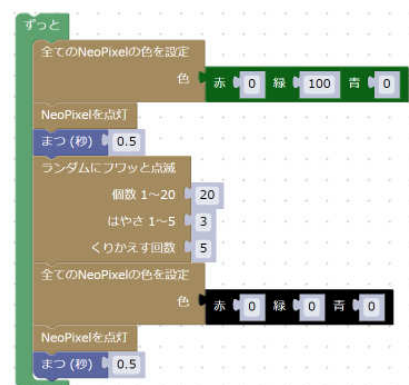 ずっと
全てのNeoPixelの色を設定
色 赤 0 緑 100 青 0
NeoPixelを点灯
まつ (秒) 0.5
ランダムにフワッと点滅
個数 1～20 20
はやさ 1～5 3
くりかえす回数 5
全てのNeoPixelの色を設定
色 赤 0 緑 0 青 0
NeoPixelを点灯
まつ (秒) 0.5